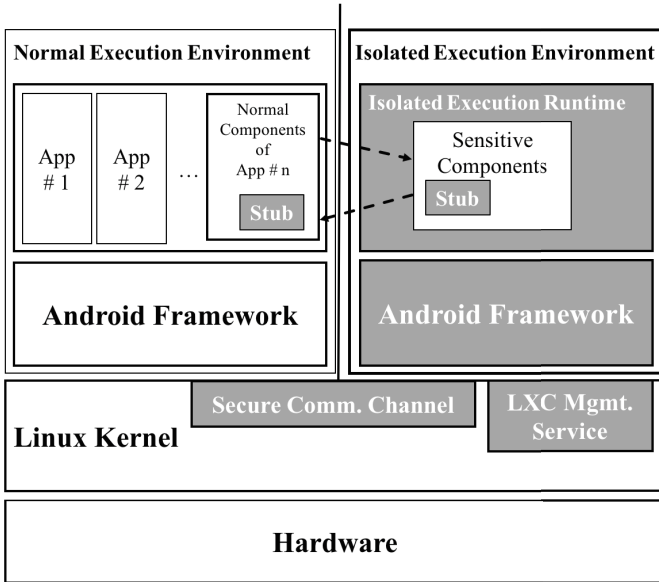 Normal Execution Environment
App
# 1
App
# 2
...
Normal
Components
of
App # n
Stub
Android Framework
Isolated Execution Environment
Isolated Execution Runtime
Sensitive
Components
Stub
Android Framework
Secure Comm. Channel
LXC Mgmt.
Service
Linux Kernel
Hardware